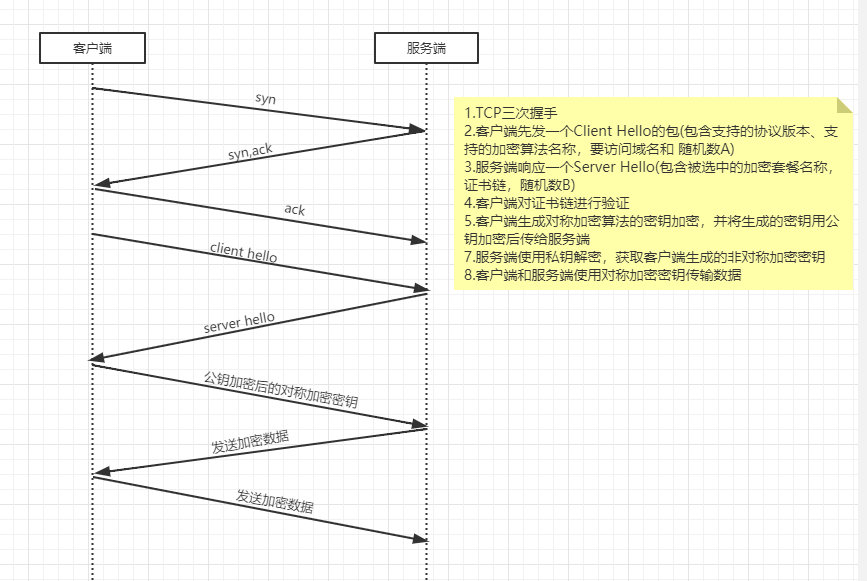 客户端
服务端
syn
syn,ack
ack
client hello
server hello
公钥加密后的对称加密密钥
发送加密数据
发送加密数据
1.TCP三次握手
2.客户端先发一个Client Hello的包(包含支持的协议版本、支
持的加密算法名称，要访问域名和 随机数A)
3.服务端响应一个Server Hello(包含被选中的加密套餐名称，
证书链，随机数B)
4.客户端对证书链进行验证
5.客户端生成对称加密算法的密钥加密，并将生成的密钥用公
钥加密后传给服务端
7.服务端使用私钥解密，获取客户端生成的非对称加密密钥
8.客户端和服务端使用对称加密密钥传输数据